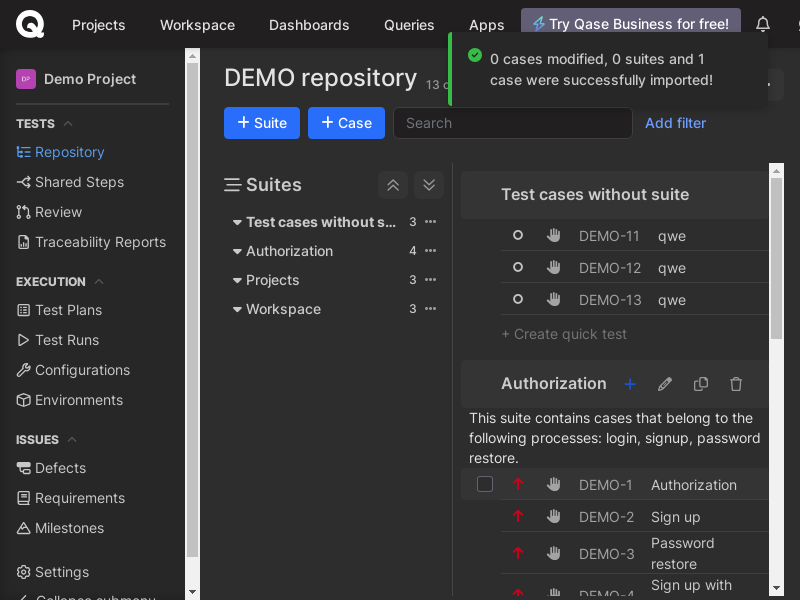 Projects
Workspace
Dashboards
Queries
Apps
Try Qase Business for free!
0 cases modified, 0 suites and 1
case were successfully imported!
DP
Demo Project
TESTS
Repository
Shared Steps
Review
Traceability Reports
EXECUTION
Test Plans
Test Runs
Configurations
Environments
ISSUES
Defects
Requirements
Milestones
Settings
Collapse submenu
DEMO repository
13 c
+ Suite
+ Case
Search
Add filter
Suites
Test cases without s... 3
Authorization 4
Projects 3
Workspace 3
Test cases without suite
DEMO-11 qwe
DEMO-12 qwe
DEMO-13 qwe
+ Create quick test
Authorization
This suite contains cases that belong to the
following processes: login, signup, password
restore.
DEMO-1 Authorization
DEMO-2 Sign up
DEMO-3 Password
restore
DEMO-4 Sign up with